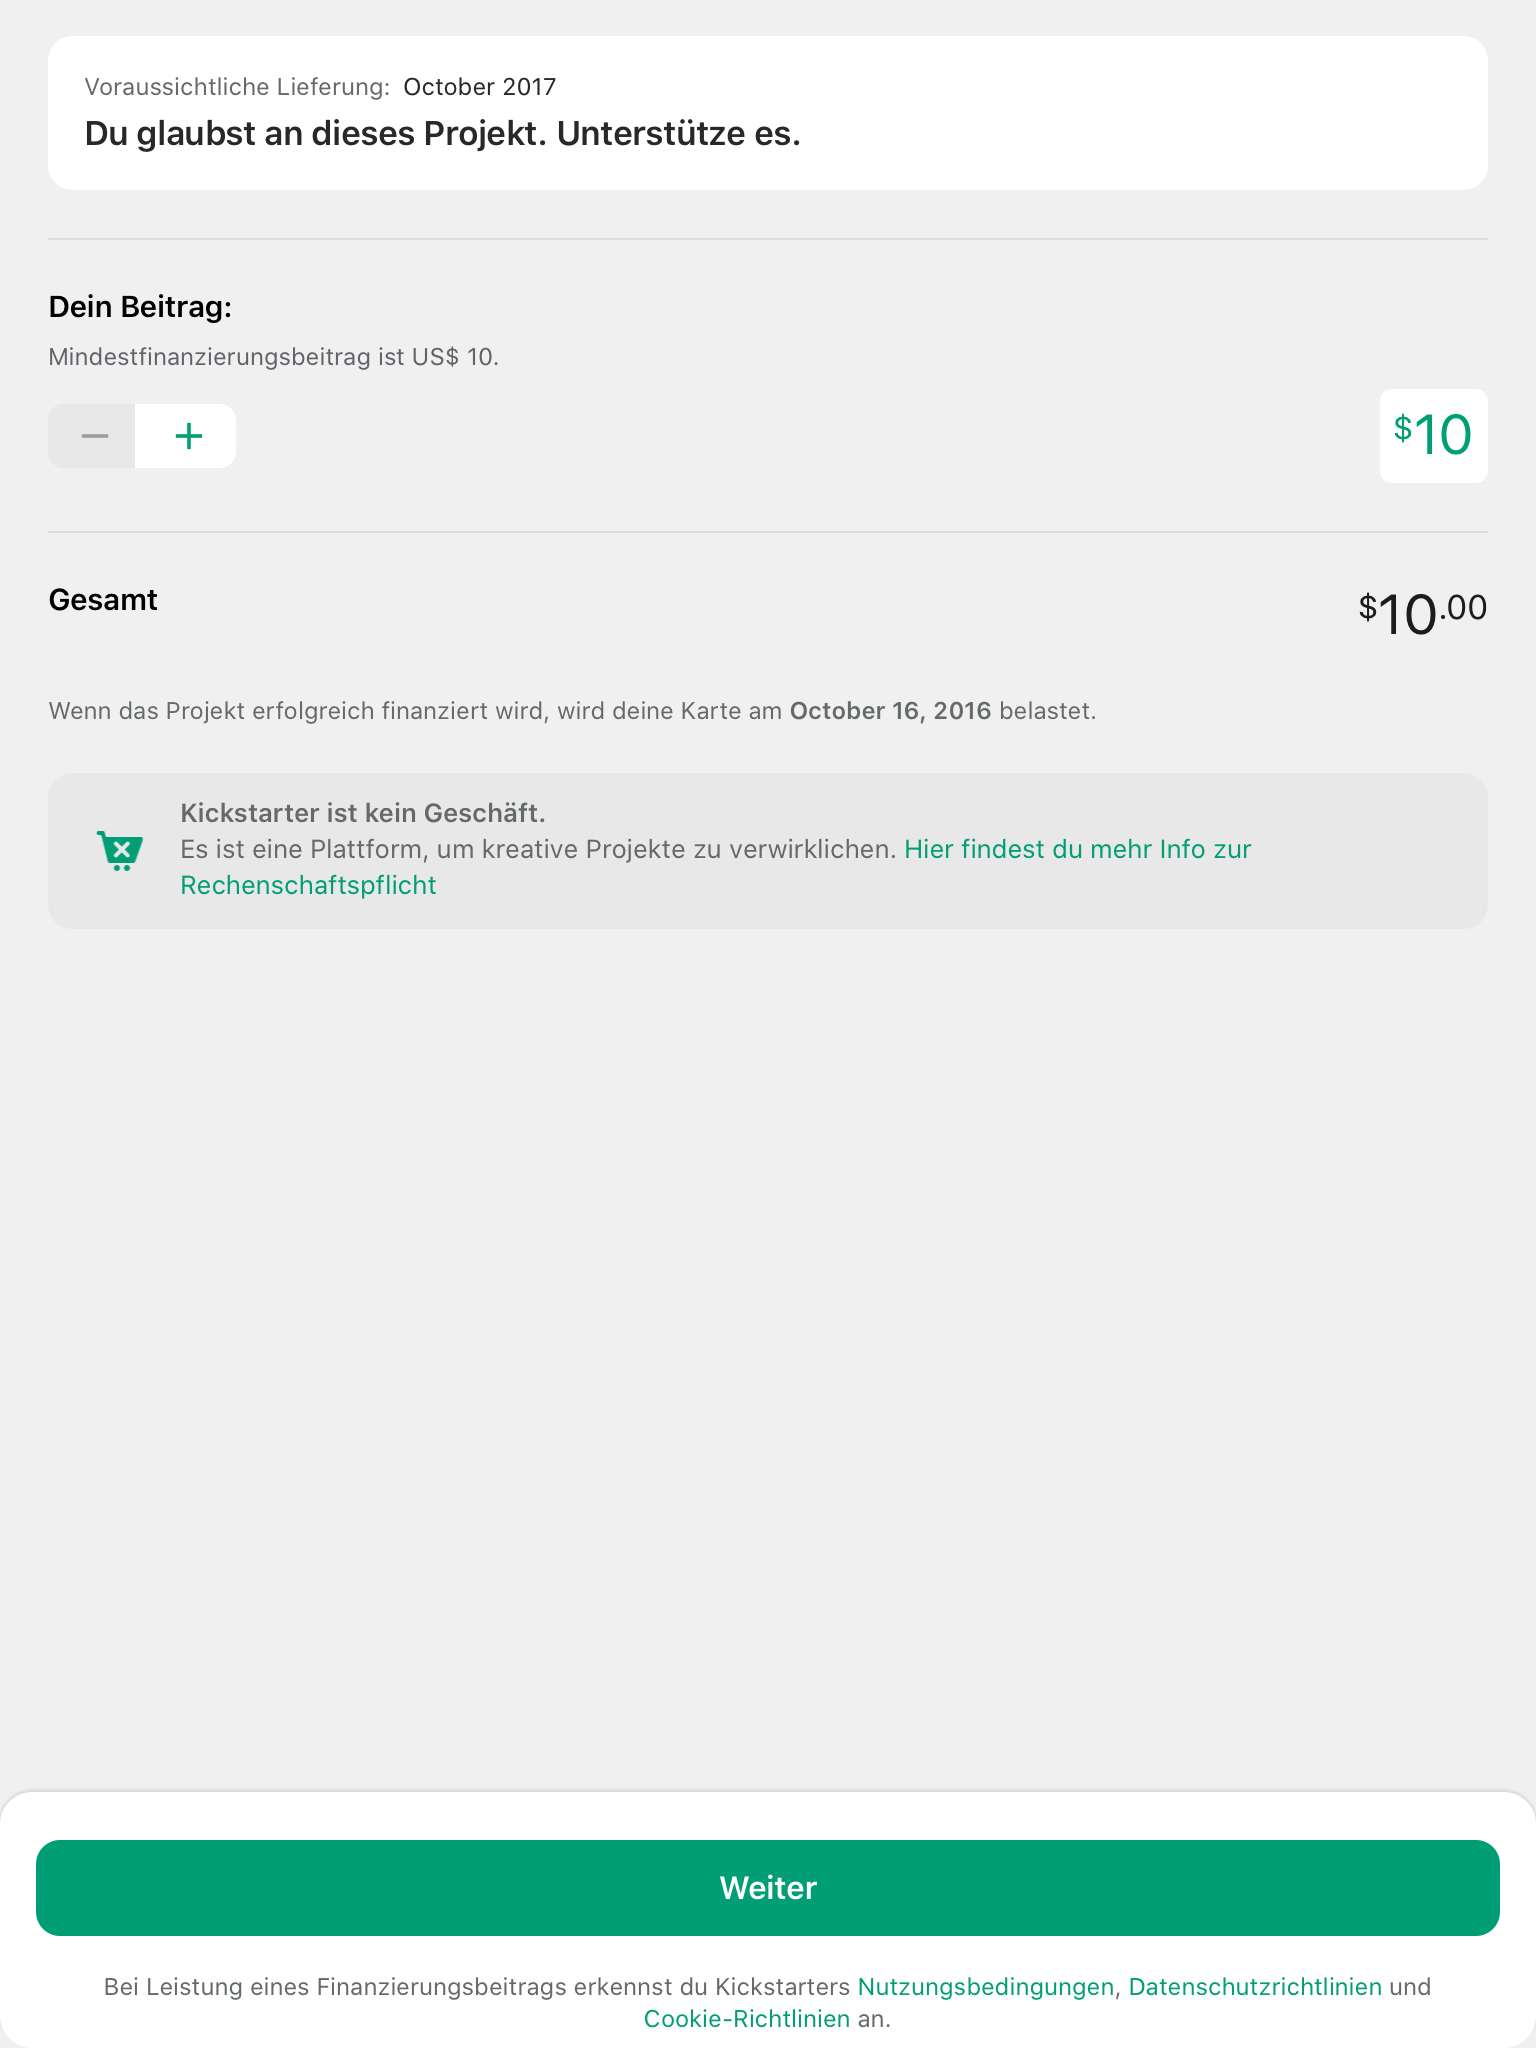 Voraussichtliche Lieferung: October 2017
Du glaubst an dieses Projekt. Unterstütze es.
Dein Beitrag:
Mindestfinanzierungsbeitrag ist US$ 10.
$10
Gesamt
$10.00
Wenn das Projekt erfolgreich finanziert wird, wird deine Karte am October 16, 2016 belastet.
Kickstarter ist kein Geschäft.
Es ist eine Plattform, um kreative Projekte zu verwirklichen. Hier findest du mehr Info zur
Rechenschaftspflicht
Weiter
Bei Leistung eines Finanzierungsbeitrags erkennst du Kickstarters Nutzungsbedingungen, Datenschutzrichtlinien und
Cookie-Richtlinien an.